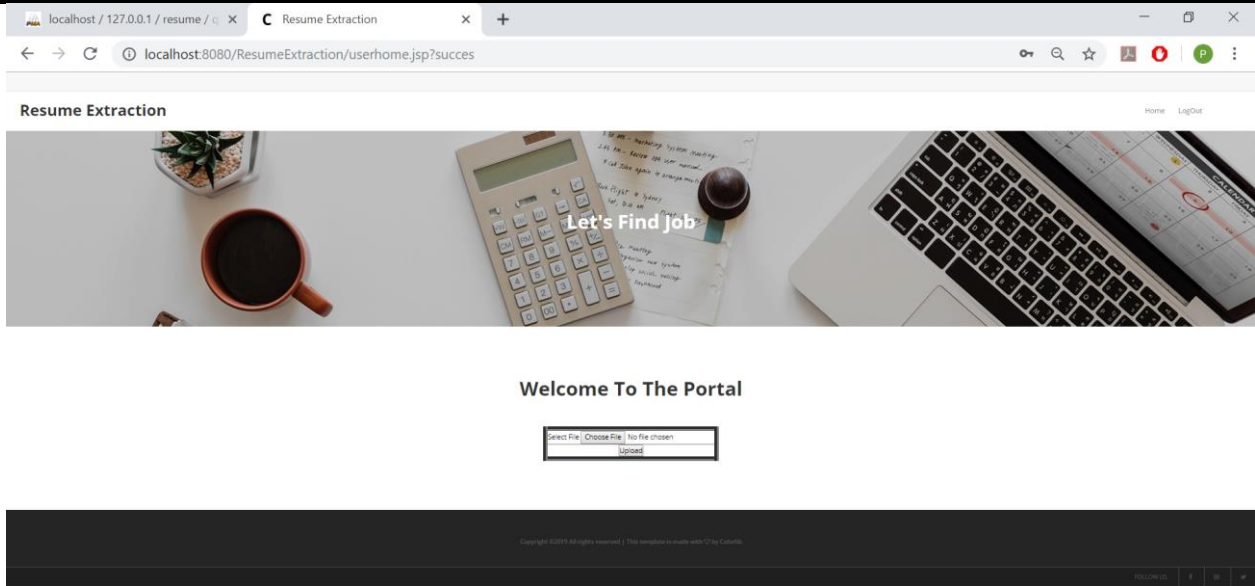 localhost / 127.0.0.1 / resume / q
C Resume Extraction
localhost:8080/ResumeExtraction/userhome.jsp?succes
P
Resume Extraction
Home LogOut
Let's Find Job
Welcome To The Portal
Select File Choose File No file chosen
Upload
Copyright ©2019 All rights reserved | This template is made with ♡ by Colorlib
FOLLOW US